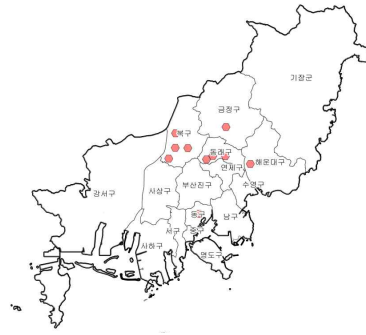 기장군
금정구
북구
동래구
해운대구
연제구
강서구
사상구
부산진구
수영구
동구
남구
서구
중구
사하구
영도구